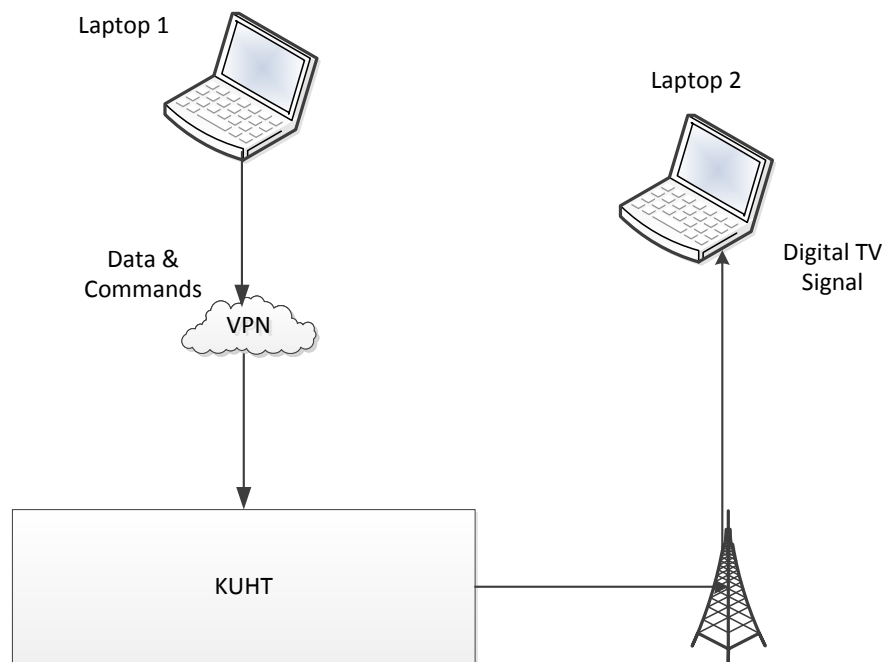 Laptop 1
Laptop 2
Data &
Commands
VPN
Digital TV
Signal
KUHT